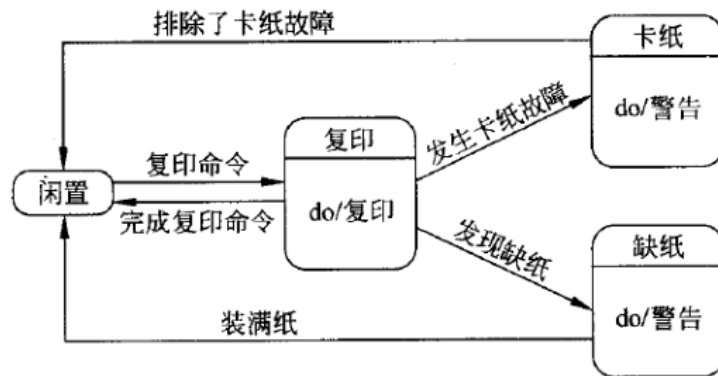 排除了卡纸故障
卡纸
do/警告
发生卡纸故障
复印
do/复印
复印命令
闲置
完成复印命令
发现缺纸
缺纸
do/警告
装满纸